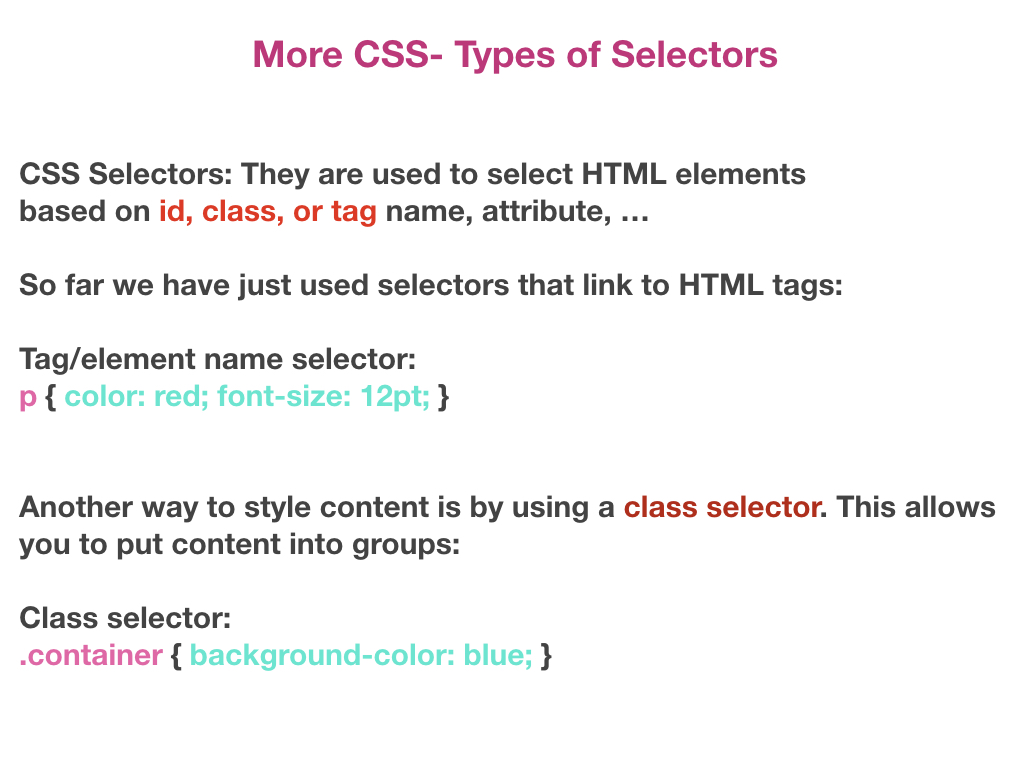 More CSS- Types of Selectors
CSS Selectors: They are used to select HTML elements
based on id, class, or tag name, attribute, …
So far we have just used selectors that link to HTML tags:
Tag/element name selector:
p { color: red; font-size: 12pt; }
Another way to style content is by using a class selector. This allows
you to put content into groups:
Class selector:
.container { background-color: blue; }